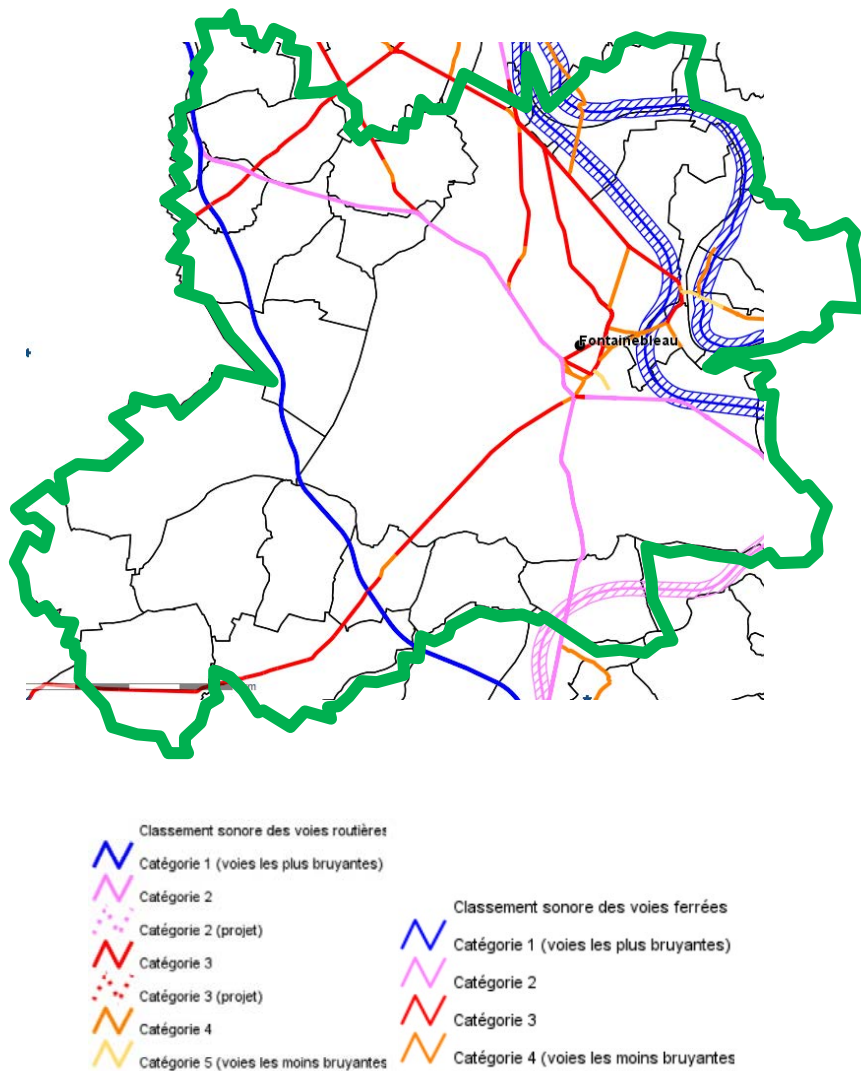 Fontainebleau
m
Classement sonore des voies routières
Catégorie 1 (voies les plus bruyantes)
Catégorie 2
Catégorie 2 (projet)
Catégorie 3
Catégorie 3 (projet)
Catégorie 4
Catégorie 5 (voies les moins bruyantes
Classement sonore des voies ferrées
Catégorie 1 (voies les plus bruyantes)
Catégorie 2
Catégorie 3
Catégorie 4 (voies les moins bruyantes